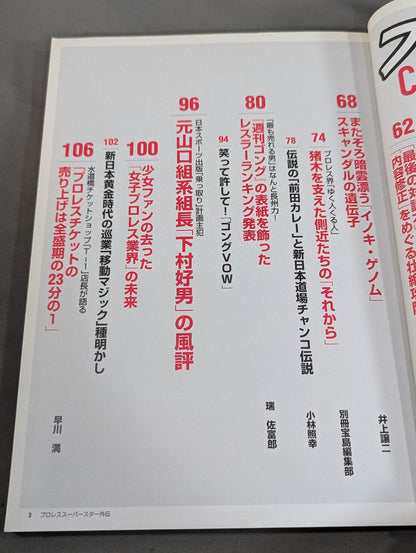 62
「最後の
「内容修正」をめぐる壮絶
68
またぞろ暗雲漂う「イノキ・ゲノム」
スキャンダルの遺伝子
井上譲二
74
プロレス界「ゆく人くる人」
猪木を支えた側近たちの「それから」
別冊宝島編集部
78
伝説の「前田カレー」と新日本道場チャンコ伝説
小林照幸
80
「最も売れる男」はなんと長州力!
「週刊ゴング」の表紙を飾った
レスラーランキング発表
瑞 佐富郎
94
笑って許して!「ゴングVOW」
96
日本スポーツ出版「乗っ取り」計画主犯
元山口組系組長「下村好男」の風評
100
少女ファンの去った
「女子プロレス業界」の未来
102
新日本黄金時代の巡業「移動マジック」種明かし
106
水道橋チケットショップ「T-1」店長が語る
「プロレスチケットの
売り上げは全盛期の23分の1」
早川 満
3 プロレススーパースター外伝